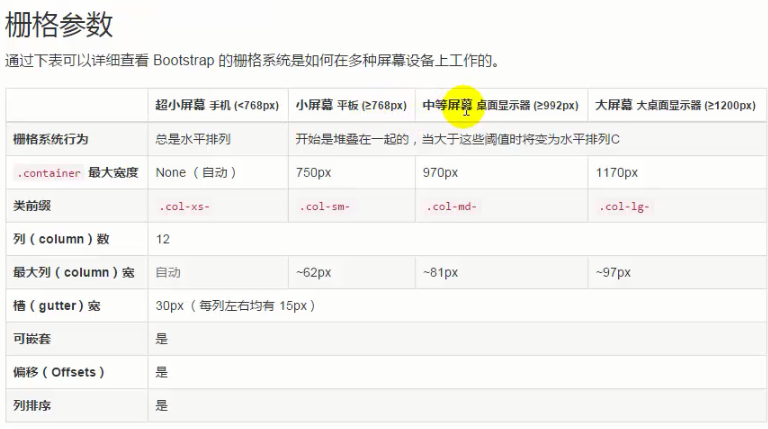 栅格参数
通过下表可以详细查看 Bootstrap 的栅格系统是如何在多种屏幕设备上工作的。
超小屏幕 手机 (<768px) 小屏幕 平板 (≥768px) 中等屏幕 桌面显示器 (≥992px) 大屏幕 大桌面显示器 (≥1200px)
栅格系统行为 总是水平排列 开始是堆叠在一起的，当大于这些阈值时将变为水平排列C
.container 最大宽度 None （自动） 750px 970px 1170px
类前缀 .col-xs- .col-sm- .col-md- .col-lg-
列（column）数 12
最大列（column）宽 自动 ~62px ~81px ~97px
槽（gutter）宽 30px （每列左右均有 15px）
可嵌套 是
偏移（Offsets） 是
列排序 是